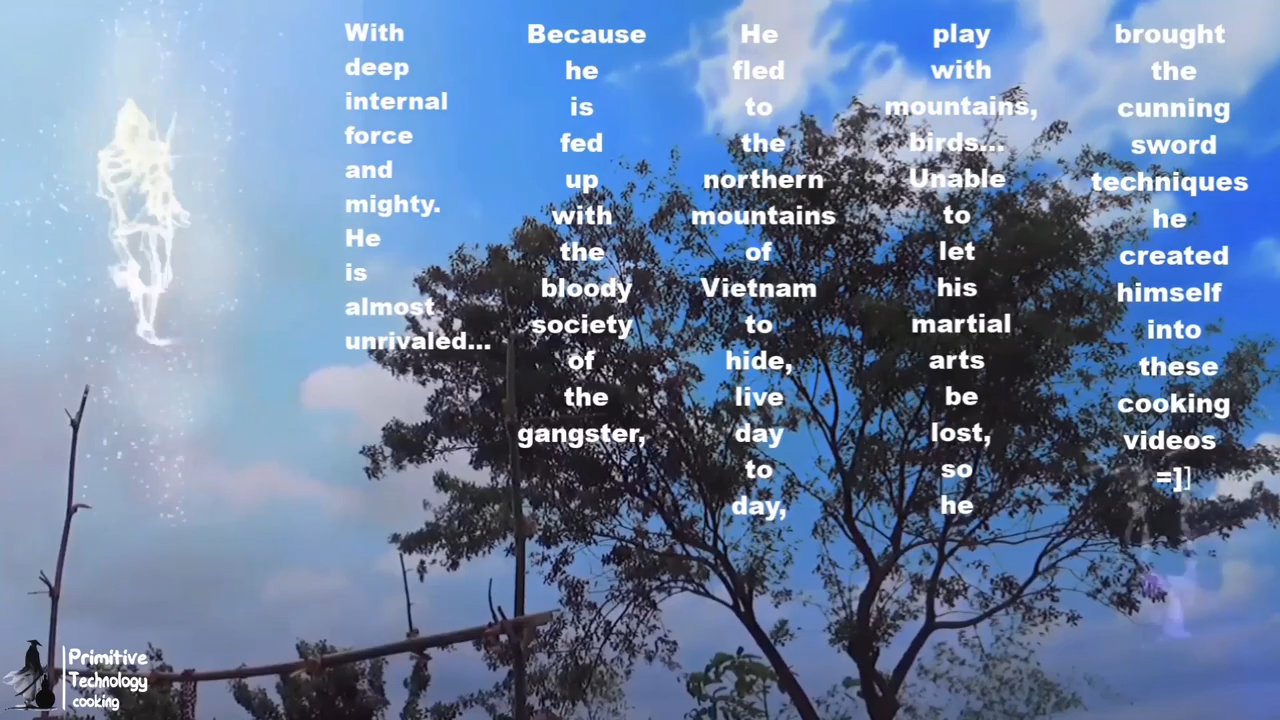 With
deep
internal
force
and
mighty.
He
is
almost
unrivaled...
Because
he
is
fed
up
with
the
bloody
society
of
the
gangster,
He
fled
to
the
northern
mountains
of
Vietnam
to
hide,
live
day
to
day,
play
with
mountains,
birds...
Unable
to
let
his
martial
arts
be
lost,
so
he
brought
the
cunning
sword
techniques
he
created
himself
into
these
cooking
videos
=]]
Primitive
Technology
cooking